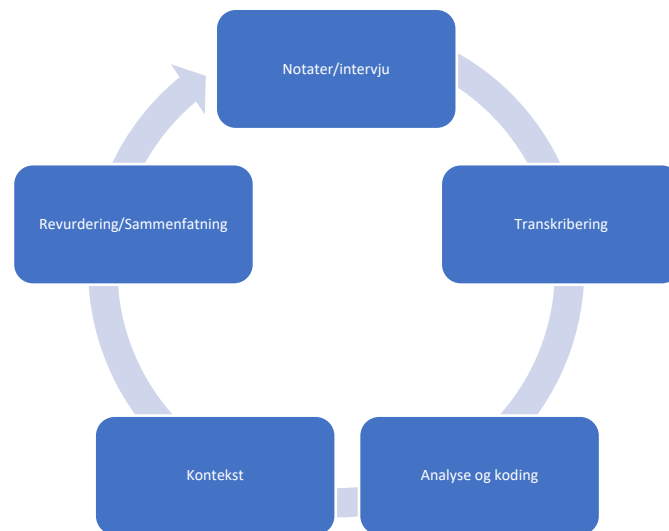 Notater/intervju
Transkribering
Analyse og koding
Kontekst
Revurdering/Sammenfatning